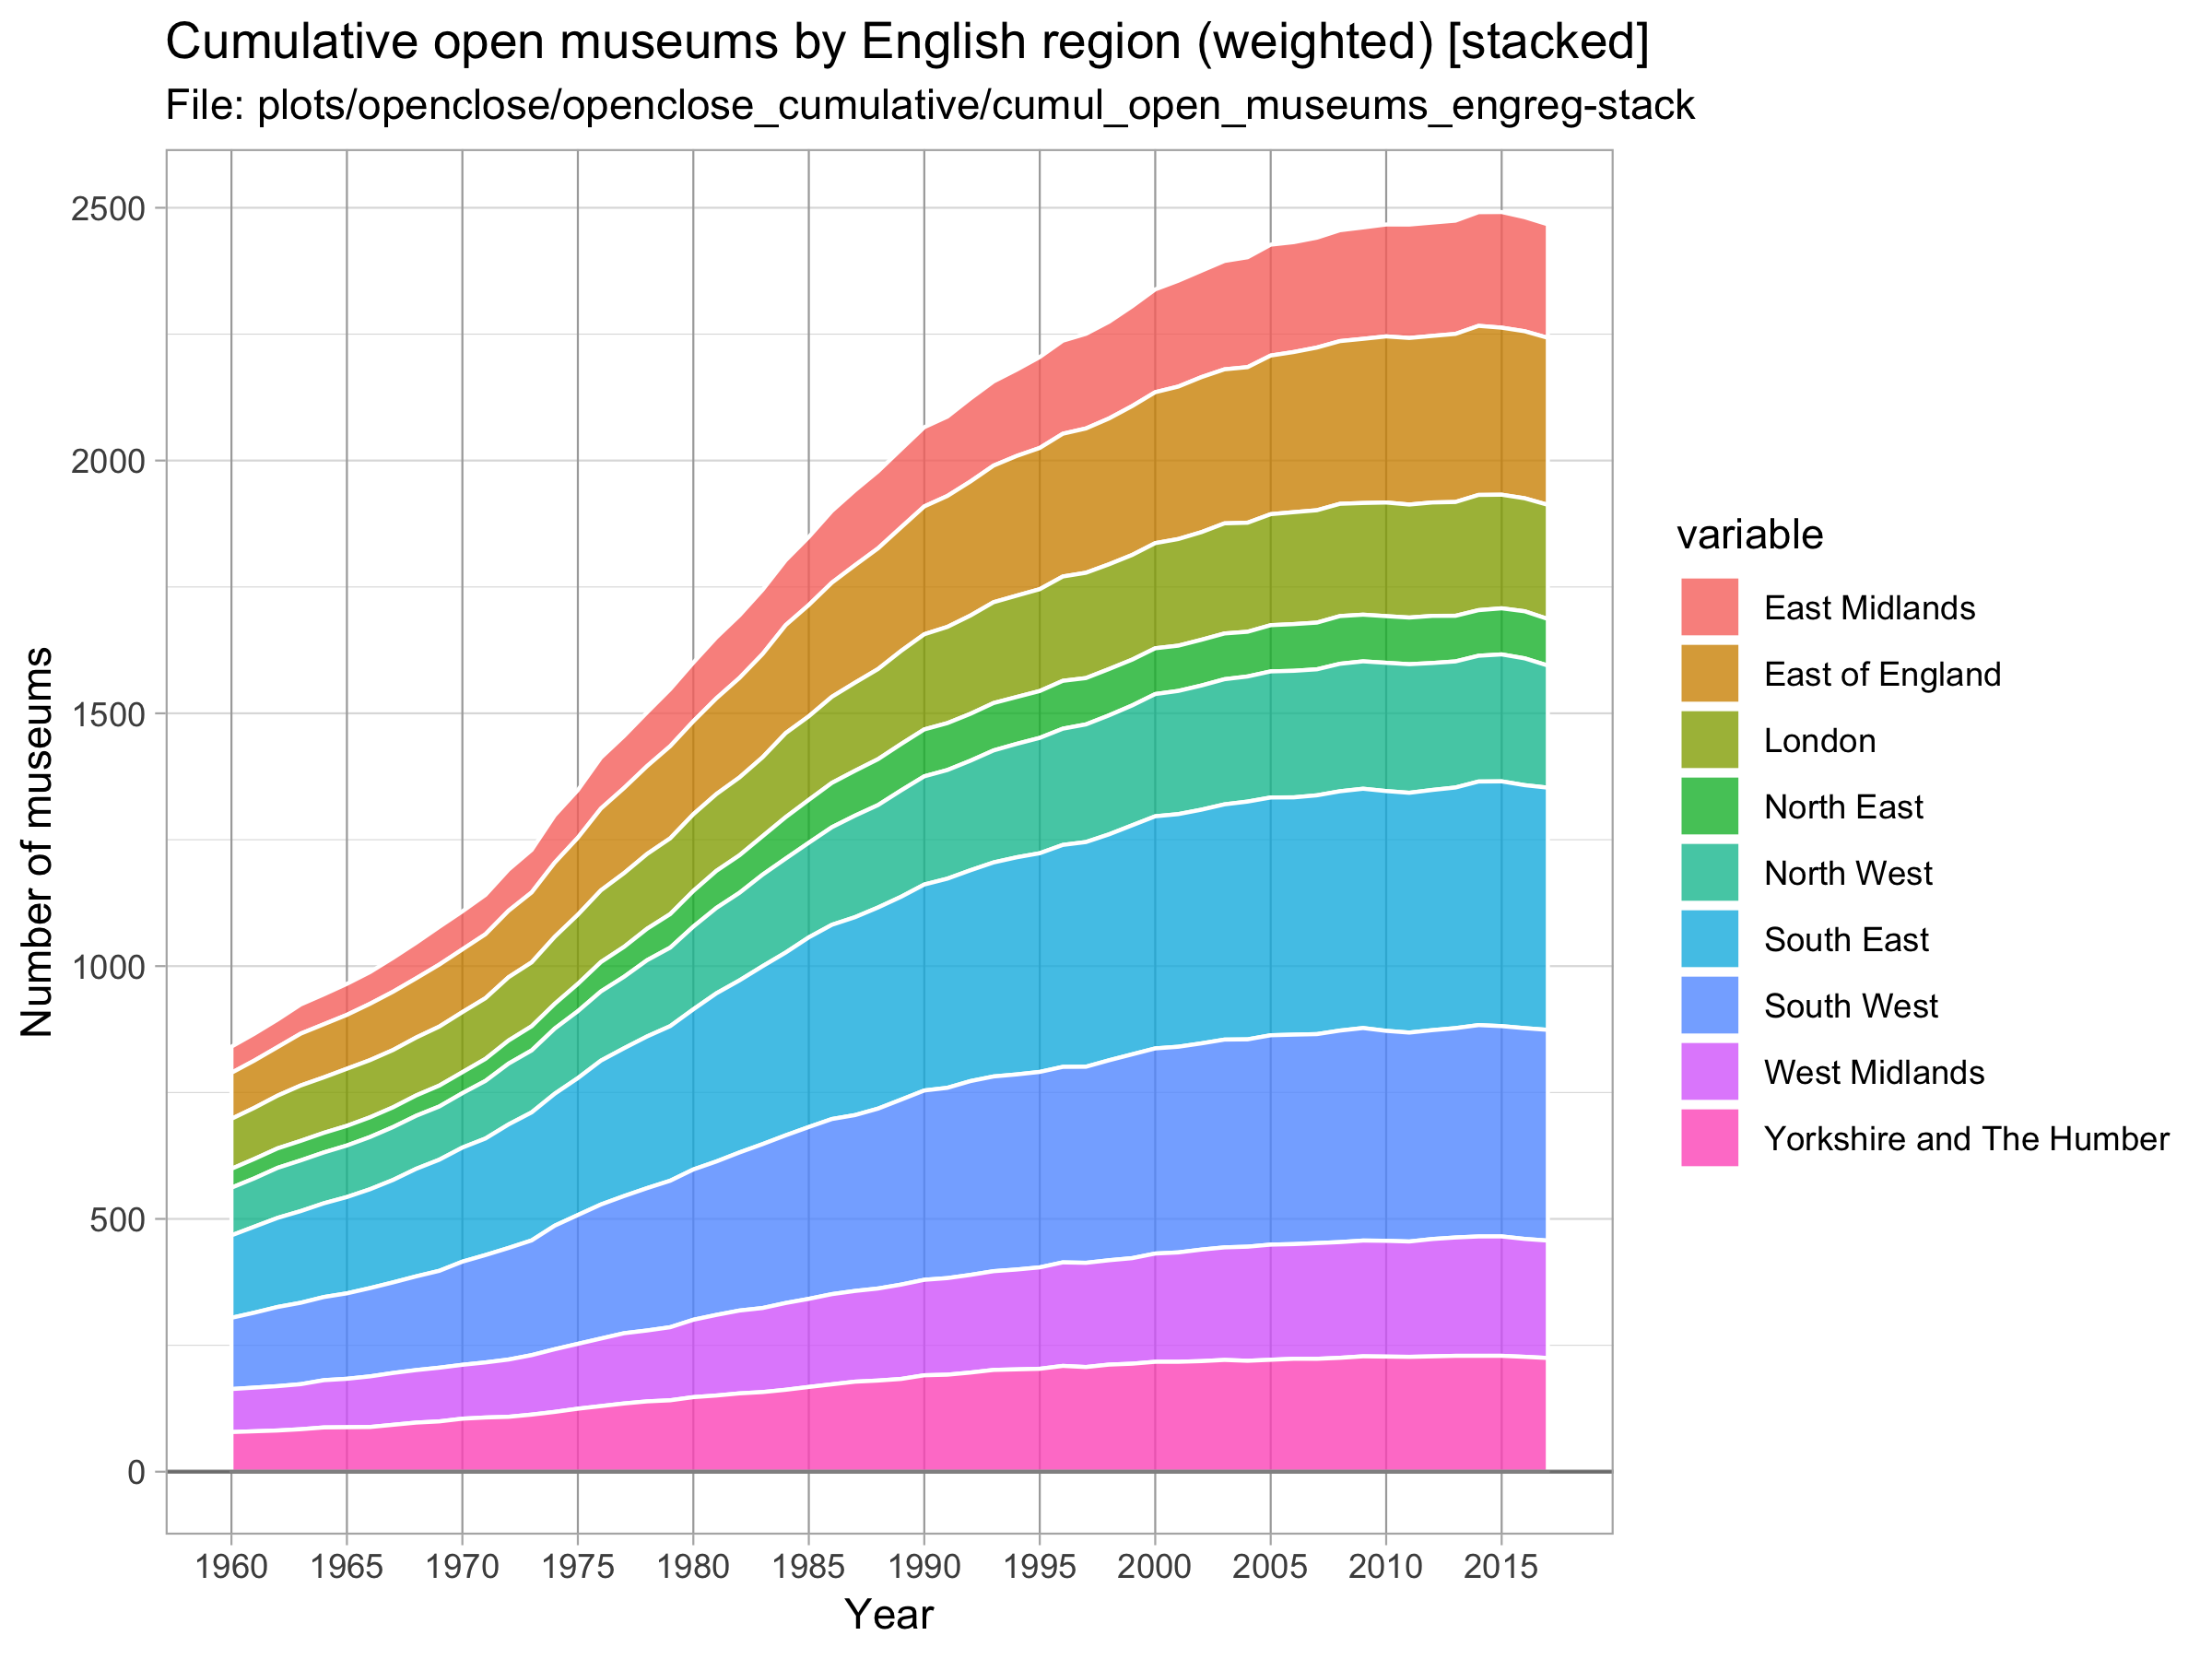 Cumulative open museums by English region (weighted) [stacked]
File: plots/openclose/openclose_cumulative/cumul_open_museums_engreg-stack
Number of museums
2500
2000
1500
1000
500
0
1960 1965 1970 1975 1980 1985 1990 1995 2000 2005 2010 2015
Year
variable
East Midlands
East of England
London
North East
North West
South East
South West
West Midlands
Yorkshire and The Humber